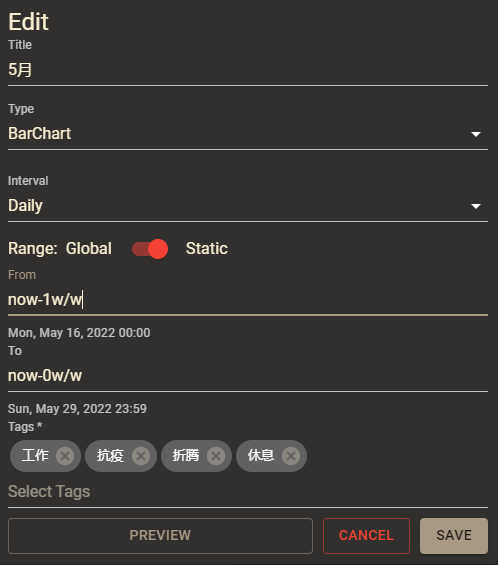 Edit
Title
5月
Type
BarChart
Interval
Daily
Range: Global Static
From
now-1w/w
Mon, May 16, 2022 00:00
To
now-0w/w
Sun, May 29, 2022 23:59
Tags *
工作 抗疫 折腾 休息
Select Tags
PREVIEW CANCEL SAVE